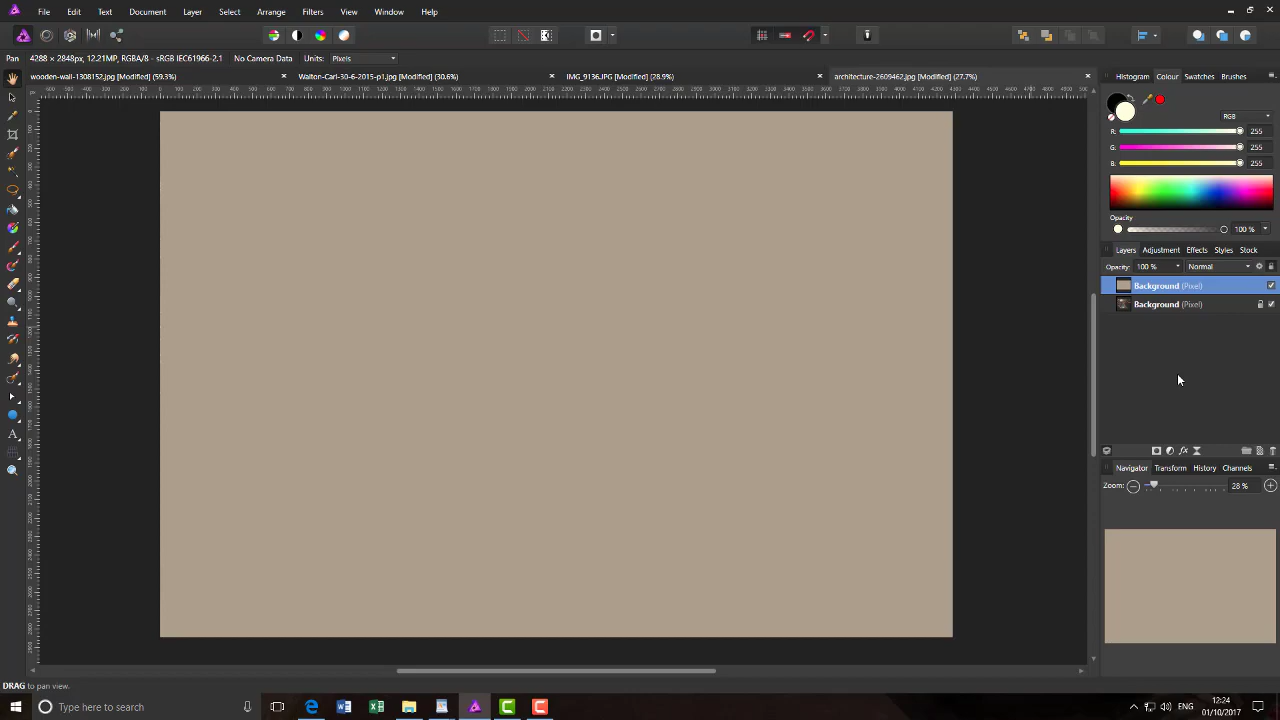 File Edit Text Document Layer Select Arrange Filters View Window Help
Pan 4288 × 2848px, 12.21MP, RGBA/8 - sRGB IEC61966-2.1 No Camera Data Units: Pixels
wooden-wall-1308152.jpg [Modified] (59.3%) Walton-Carl-30-6-2015-p1.jpg [Modified] (30.6%) IMG_9136.JPG [Modified] (28.9%) architecture-2609462.jpg [Modified] (27.7%)
Histogram Colour Swatches Brushes
RGB
R: 255
G: 255
B: 255
Opacity
100 %
Layers Adjustment Effects Styles Stock
Opacity: 100 % Normal
Background (Pixel)
Background (Pixel)
Navigator Transform History Channels
Zoom: 28 %
DRAG to pan view.
Type here to search
ENG
12:24
01/10/2017